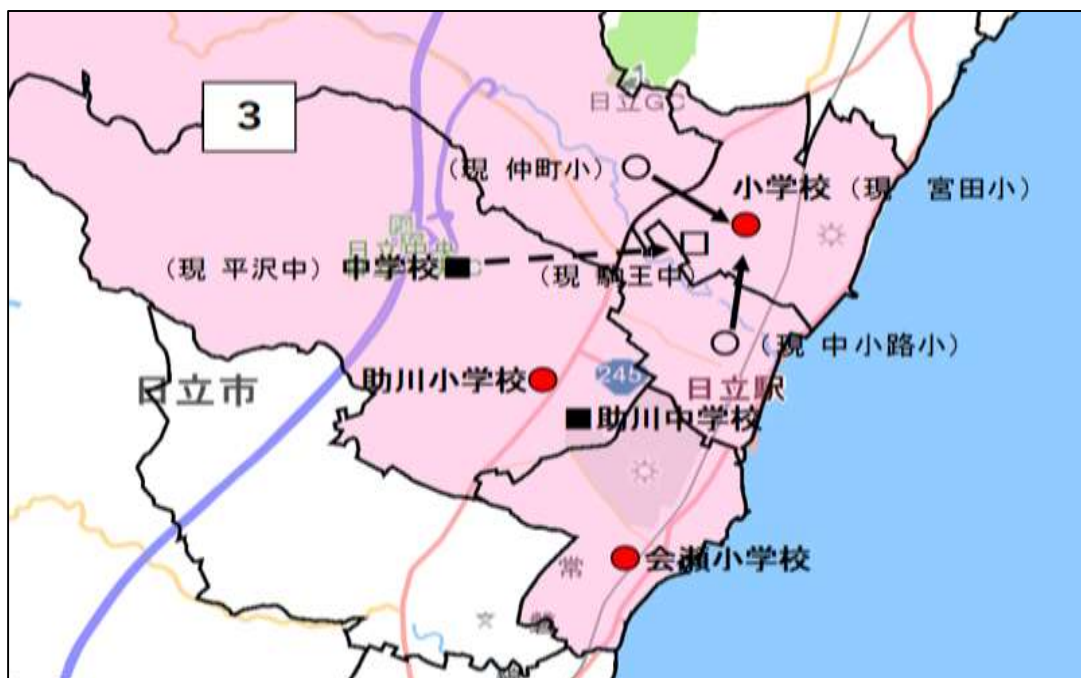 3
日立GC
(現 仲町小)
小学校 (現 宮田小)
(現 平沢中) 中学校
(現 駒王中)
(現 中小路小)
助川小学校
245
日立駅
日立市
助川中学校
会瀬小学校
常
文